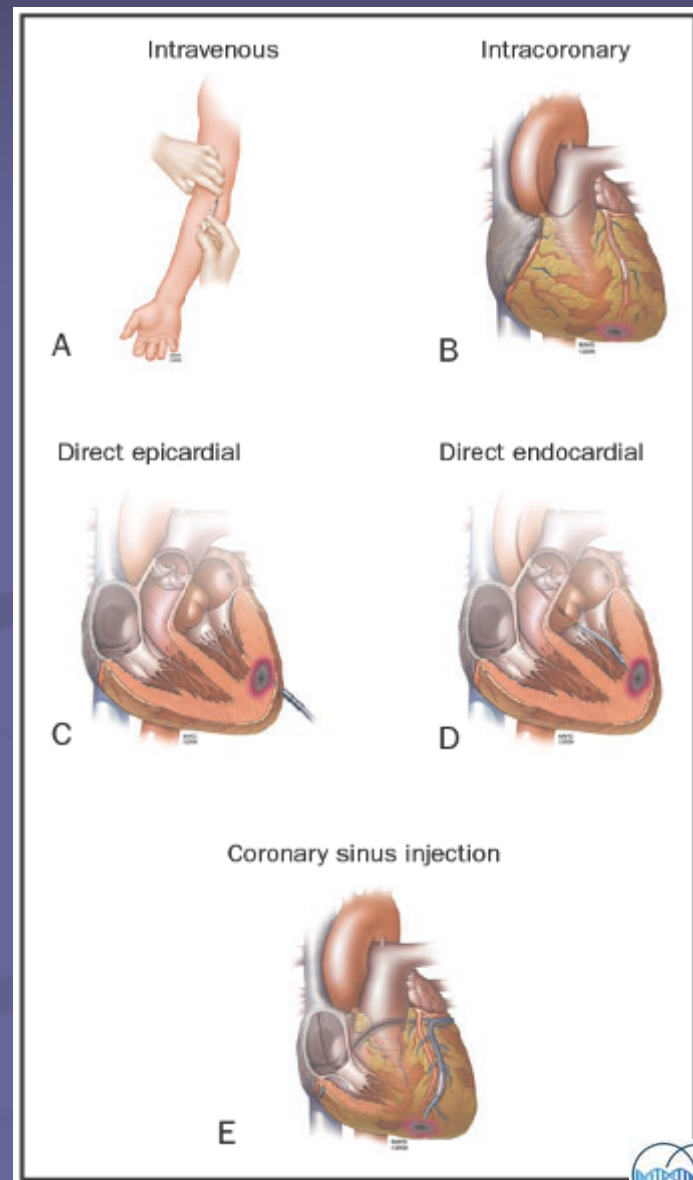 Intravenous
Intracoronary
A
B
Direct epicardial
Direct endocardial
C
D
Coronary sinus injection
E